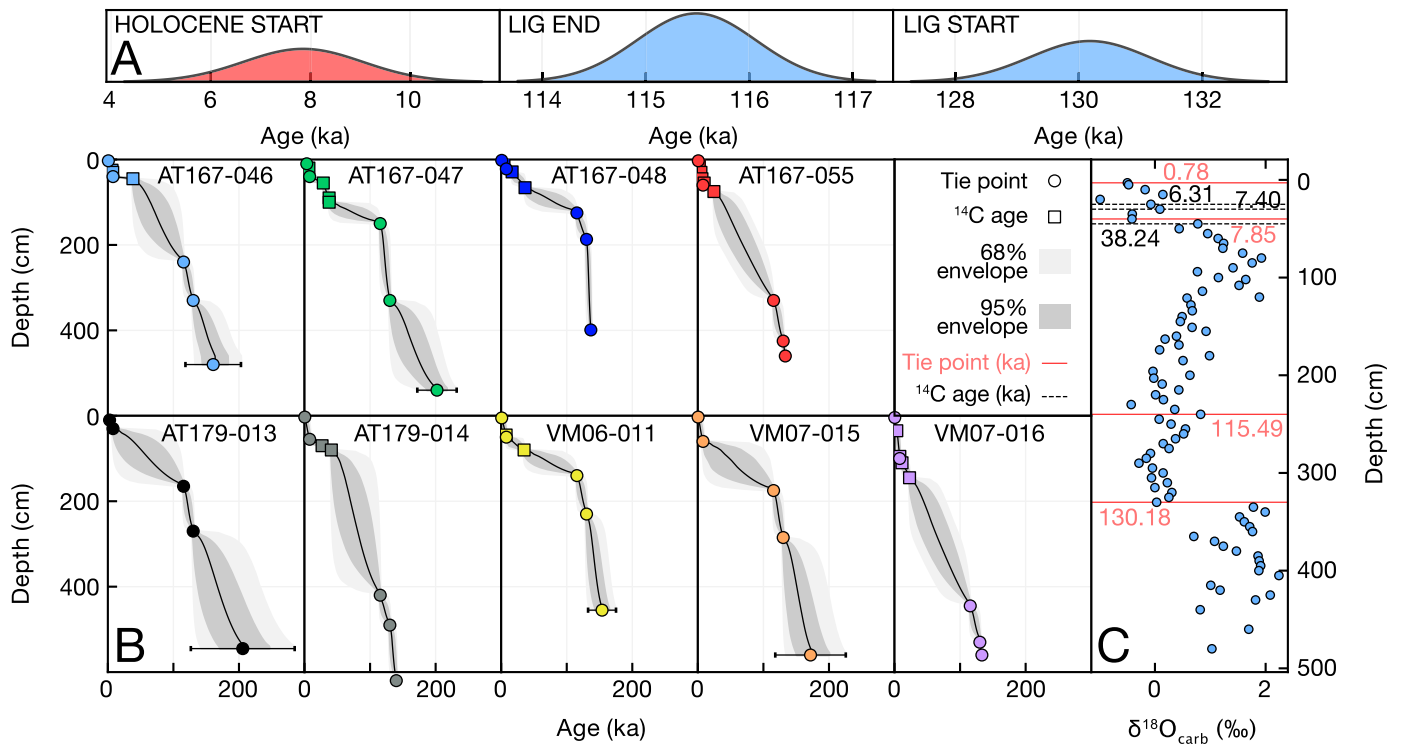 HOLOCENE START
LIG END
LIG START
A
4 6 8 10
114 115 116 117
128 130 132
Age (ka)
Age (ka)
Age (ka)
0
200
400
Depth (cm)
AT167-046
AT167-047
AT167-048
AT167-055
Tie point
¹⁴C age
68%
envelope
95%
envelope
Tie point (ka)
¹⁴C age (ka)
0
200
400
Depth (cm)
AT179-013
AT179-014
VM06-011
VM07-015
VM07-016
B
0 200 0 200 0 200 0 200 0 200
Age (ka)
0.78
6.31
7.40
7.85
38.24
115.49
130.18
C
0
100
200
300
400
500
Depth (cm)
0 2
δ¹⁸O₍carb₎ (‰)